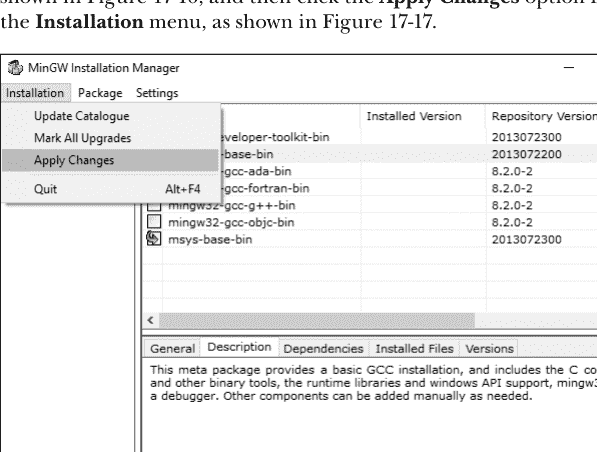 the Installation menu, as shown in Figure 17-17.
MinGW Installation Manager
Installation Package Settings
Installed Version Repository Version
Update Catalogue
Mark All Upgrades
Apply Changes
Quit Alt+F4
eveloper-toolkit-bin 2013072300
-base-bin 2013072200
-gcc-ada-bin 8.2.0-2
-gcc-fortran-bin 8.2.0-2
mingw32-gcc-g++-bin 8.2.0-2
mingw32-gcc-objc-bin 8.2.0-2
msys-base-bin 2013072300
General Description Dependencies Installed Files Versions
This meta package provides a basic GCC installation, and includes the C co
and other binary tools, the runtime libraries and windows API support, mingw3
a debugger. Other components can be added manually as needed.